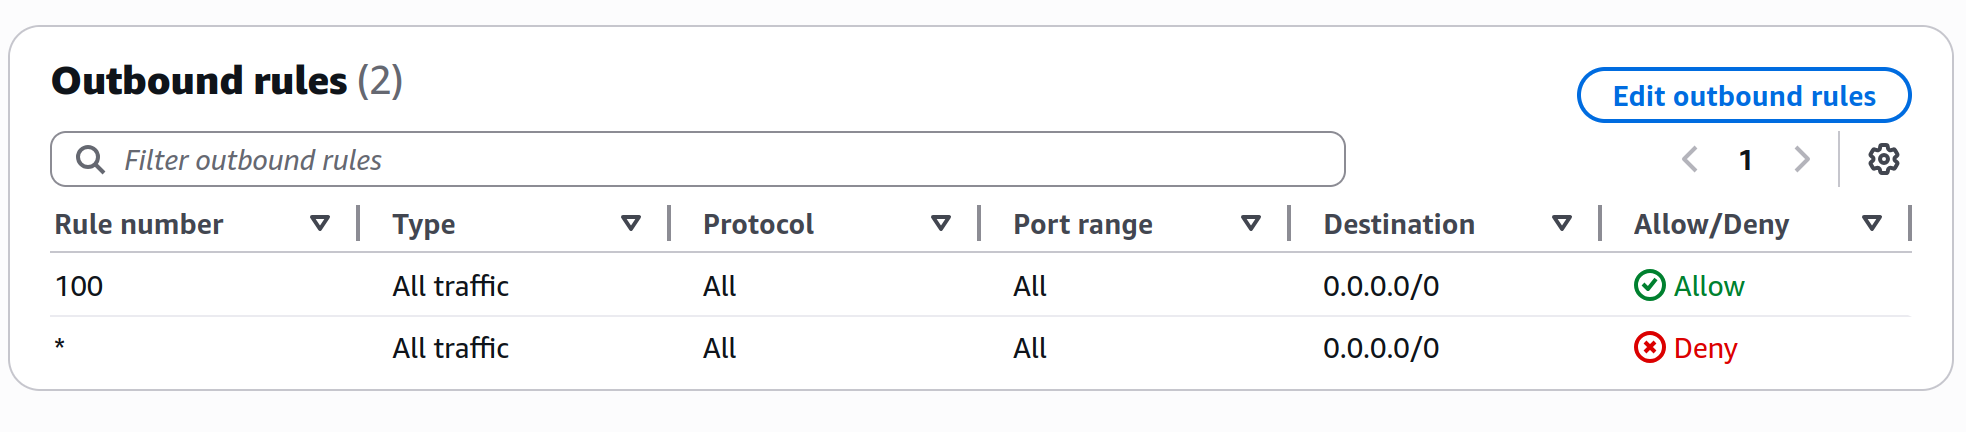 Outbound rules (2)
Edit outbound rules
Filter outbound rules
1
Rule number Type Protocol Port range Destination Allow/Deny
100 All traffic All All 0.0.0.0/0 Allow
* All traffic All All 0.0.0.0/0 Deny